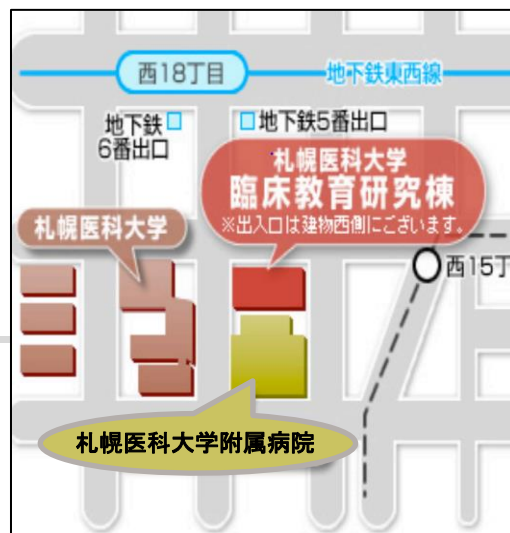 西18丁目
地下鉄東西線
地下鉄
6番出口
地下鉄5番出口
札幌医科大学
臨床教育研究棟
※出入口は建物西側にございます。
札幌医科大学
西15丁
札幌医科大学附属病院